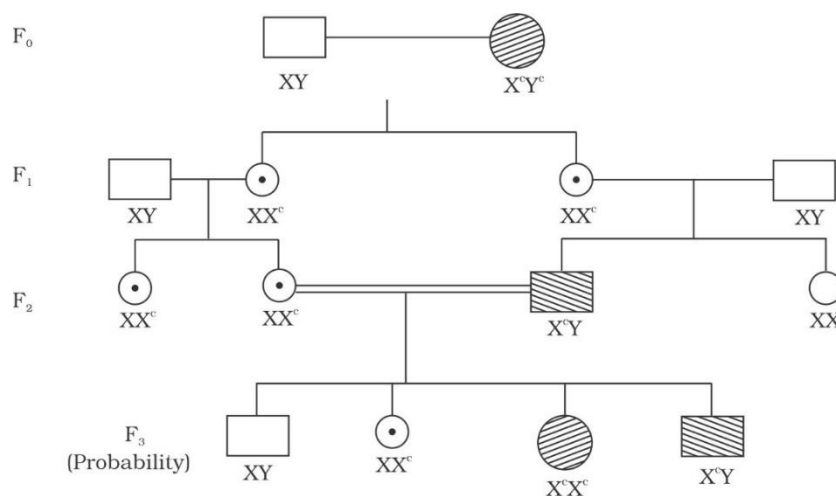 F₀
XY XᶜYᶜ
F₁
XY XXᶜ XXᶜ XY
F₂
XXᶜ XXᶜ XᶜY XX
F₃
(Probability)
XY XXᶜ XᶜXᶜ XᶜY